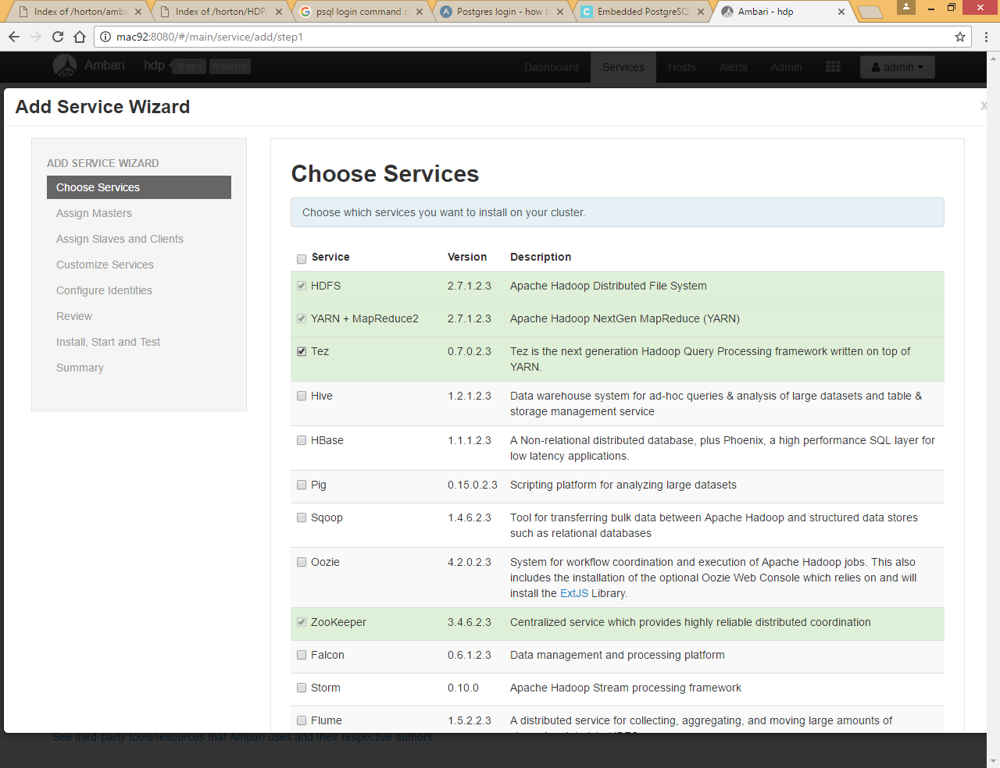 Index of /horton/amba
Index of /horton/HDP/
psql login command c
Postgres login - how t
Embedded PostgreSQL
Ambari - hdp
mac92:8080/#/main/service/add/step1
Ambari hdp 0 ops 0 alerts Dashboard Services Hosts Alerts Admin admin
Add Service Wizard x
ADD SERVICE WIZARD
Choose Services
Assign Masters
Assign Slaves and Clients
Customize Services
Configure Identities
Review
Install, Start and Test
Summary
Choose Services
Choose which services you want to install on your cluster.
Service Version Description
HDFS 2.7.1.2.3 Apache Hadoop Distributed File System
YARN + MapReduce2 2.7.1.2.3 Apache Hadoop NextGen MapReduce (YARN)
Tez 0.7.0.2.3 Tez is the next generation Hadoop Query Processing framework written on top of
YARN.
Hive 1.2.1.2.3 Data warehouse system for ad-hoc queries & analysis of large datasets and table &
storage management service
HBase 1.1.1.2.3 A Non-relational distributed database, plus Phoenix, a high performance SQL layer for
low latency applications.
Pig 0.15.0.2.3 Scripting platform for analyzing large datasets
Sqoop 1.4.6.2.3 Tool for transferring bulk data between Apache Hadoop and structured data stores
such as relational databases
Oozie 4.2.0.2.3 System for workflow coordination and execution of Apache Hadoop jobs. This also
includes the installation of the optional Oozie Web Console which relies on and will
install the ExtJS Library.
ZooKeeper 3.4.6.2.3 Centralized service which provides highly reliable distributed coordination
Falcon 0.6.1.2.3 Data management and processing platform
Storm 0.10.0 Apache Hadoop Stream processing framework
Flume 1.5.2.2.3 A distributed service for collecting, aggregating, and moving large amounts of
See third-party tools/resources that Ambari uses and their respective authors